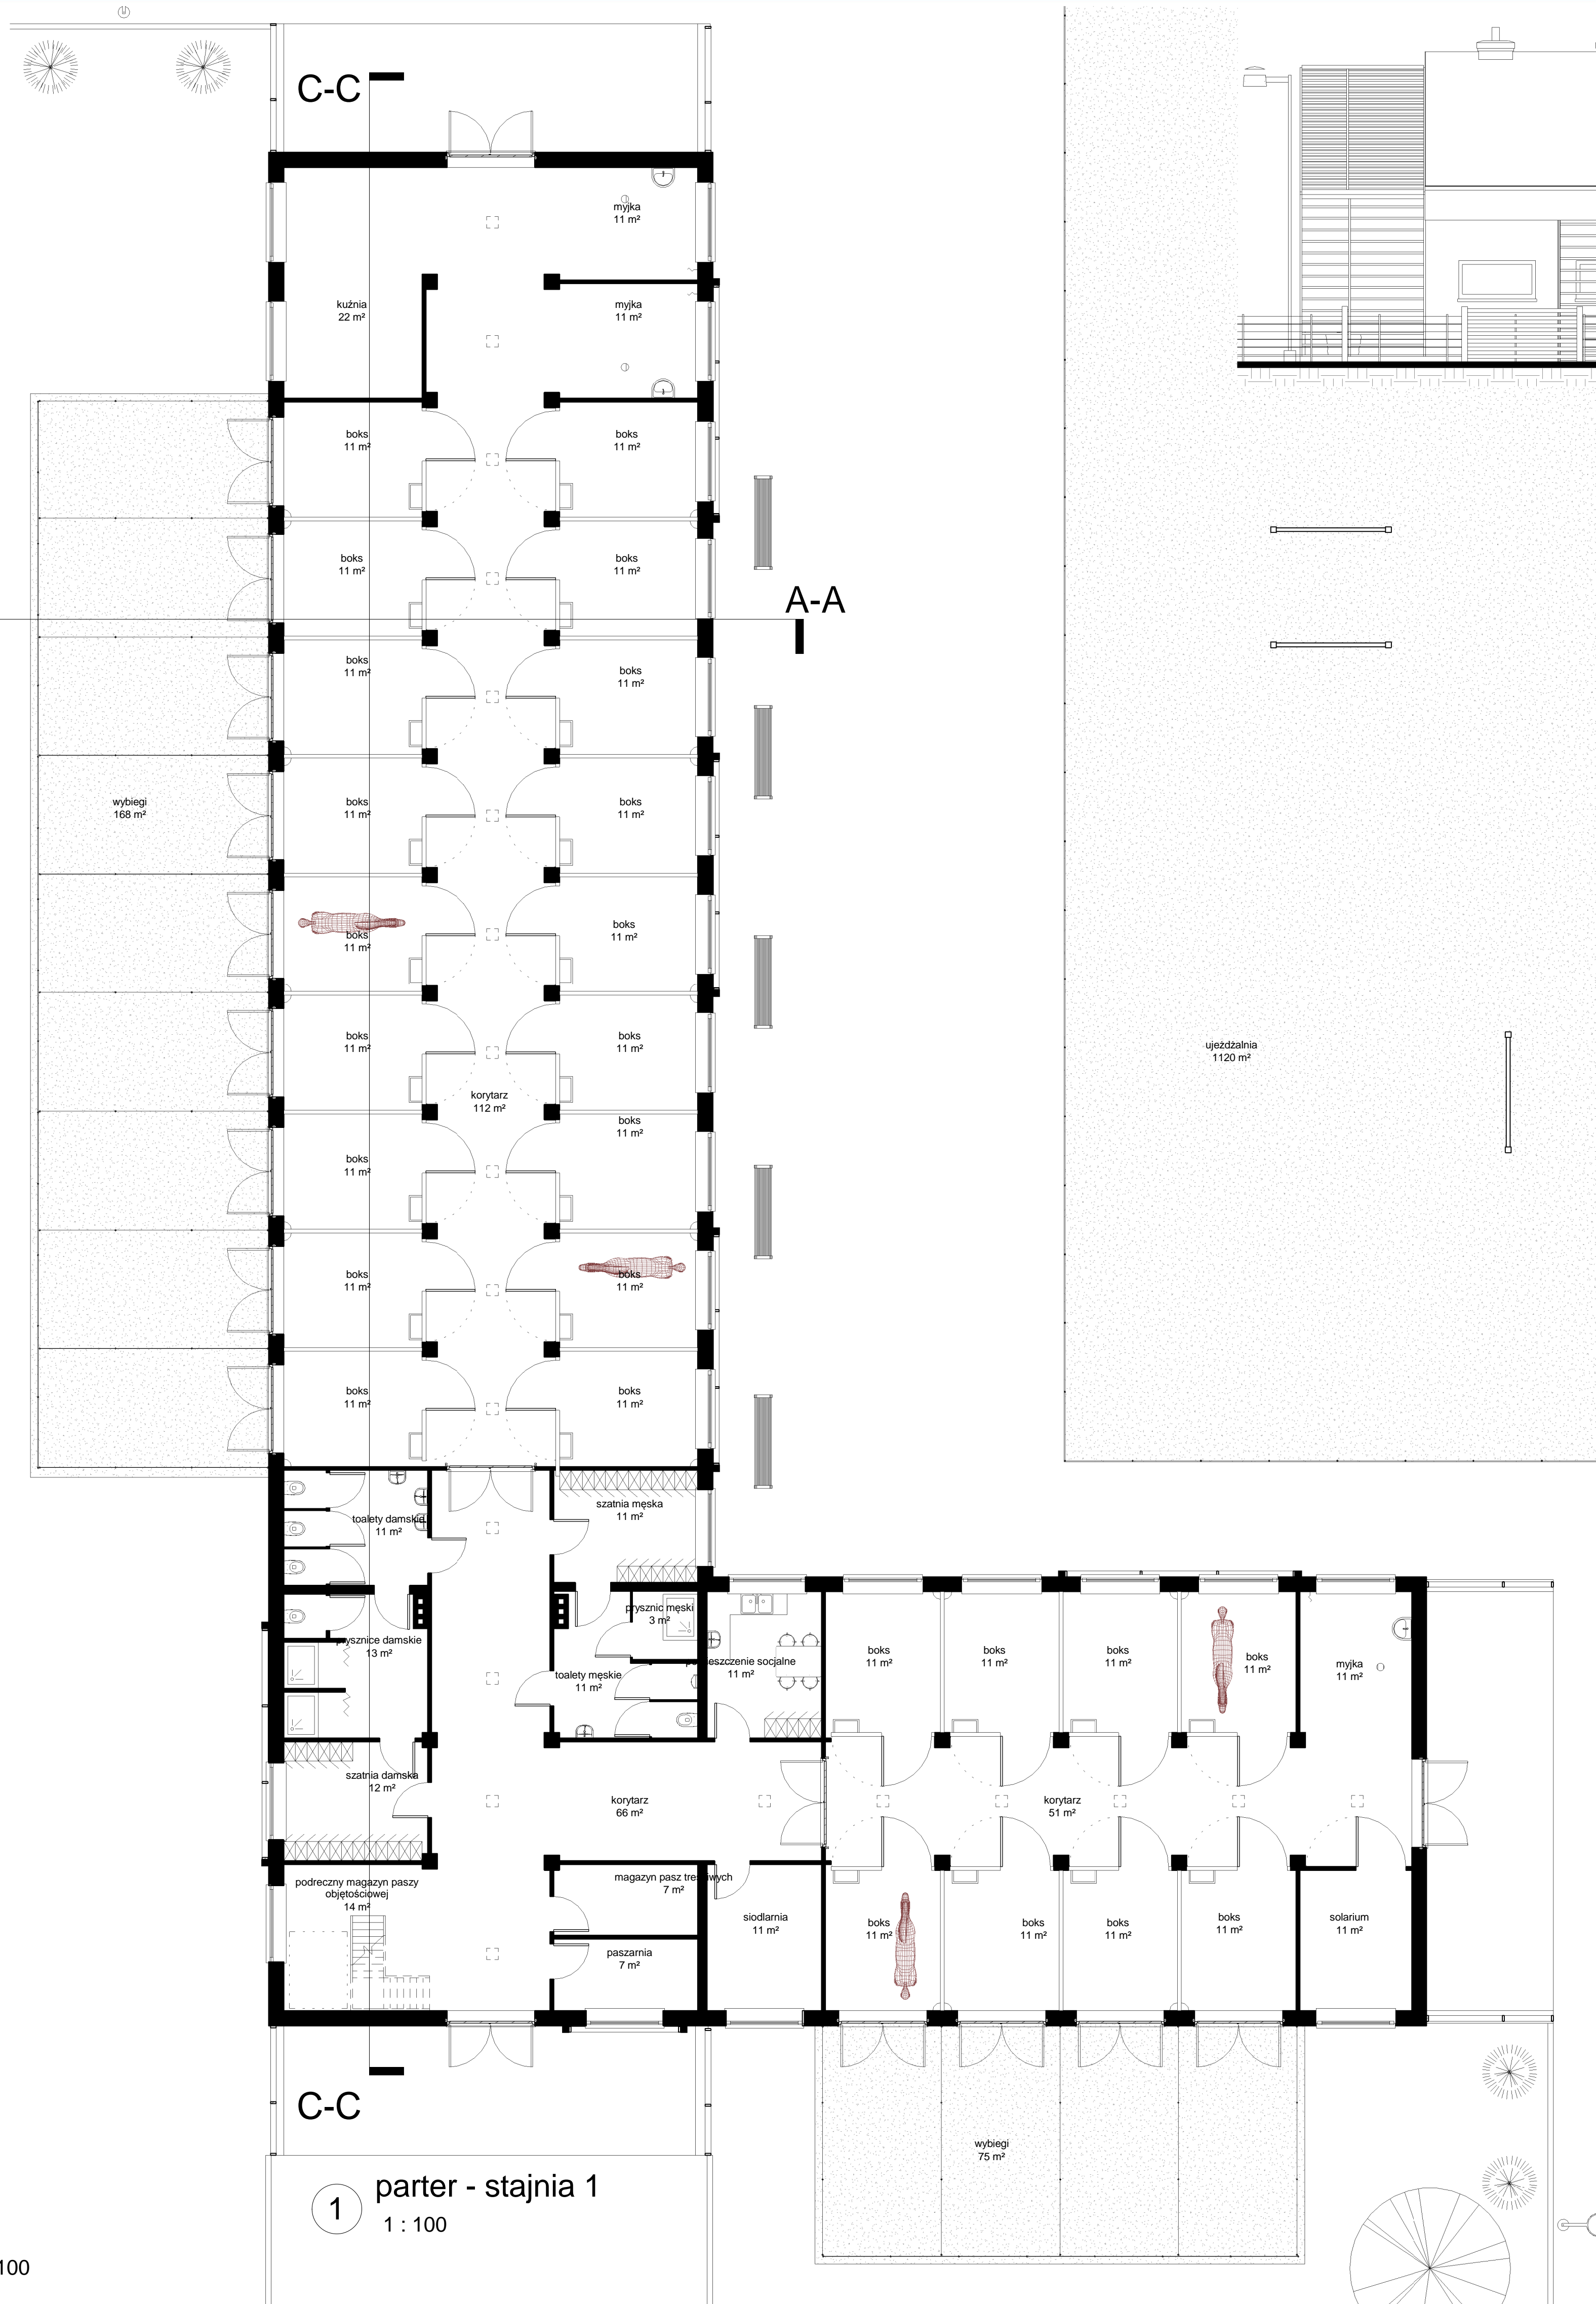 C-C
myjka
11 m²
kuźnia
22 m²
myjka
11 m²
boks
11 m²
boks
11 m²
boks
11 m²
boks
11 m²
A-A
boks
11 m²
boks
11 m²
wybiegi
168 m²
boks
11 m²
boks
11 m²
boks
11 m²
boks
11 m²
boks
11 m²
boks
11 m²
ujeżdżalnia
1120 m²
korytarz
112 m²
boks
11 m²
boks
11 m²
boks
11 m²
boks
11 m²
boks
11 m²
boks
11 m²
szatnia męska
11 m²
toalety damskie
11 m²
prysznic męski
3 m²
prysznice damskie
13 m²
toalety męskie
11 m²
socjalne
11 m²
boks
11 m²
boks
11 m²
boks
11 m²
boks
11 m²
myjka
11 m²
szatnia damska
12 m²
korytarz
66 m²
korytarz
51 m²
podreczny magazyn paszy
objętościowej
14 m²
magazyn pasz treściwych
7 m²
siodlarnia
11 m²
boks
11 m²
boks
11 m²
boks
11 m²
boks
11 m²
solarium
11 m²
paszarnia
7 m²
C-C
wybiegi
75 m²
1
parter - stajnia 1
1 : 100
100